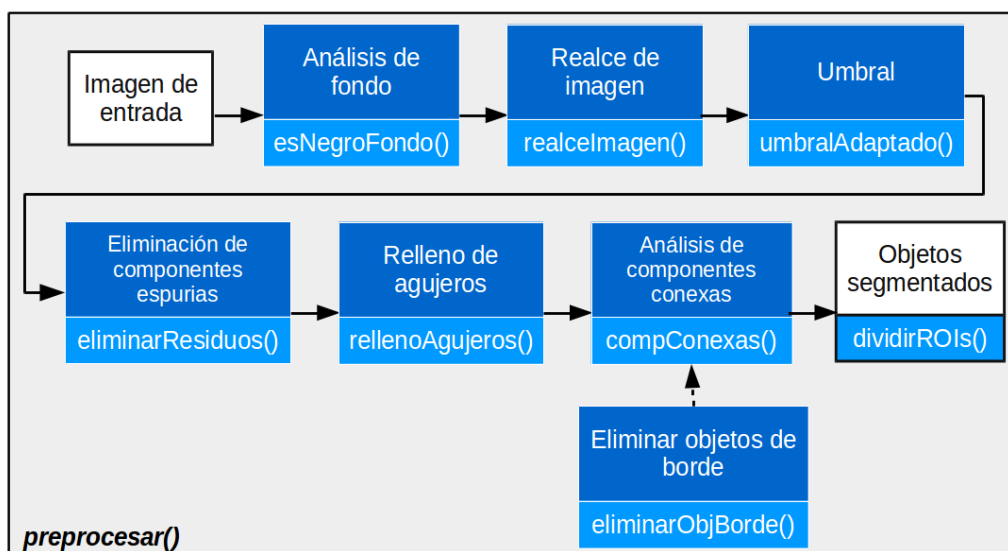 Imagen de
entrada
Análisis de
fondo
esNegroFondo()
Realce de
imagen
realceImagen()
Umbral
umbralAdaptado()
Eliminación de
componentes
espurias
eliminarResiduos()
Relleno de
agujeros
rellenoAgujeros()
Análisis de
componentes
conexas
compConexas()
Objetos
segmentados
dividirROIs()
Eliminar objetos de
borde
eliminarObjBorde()
preprocesar()